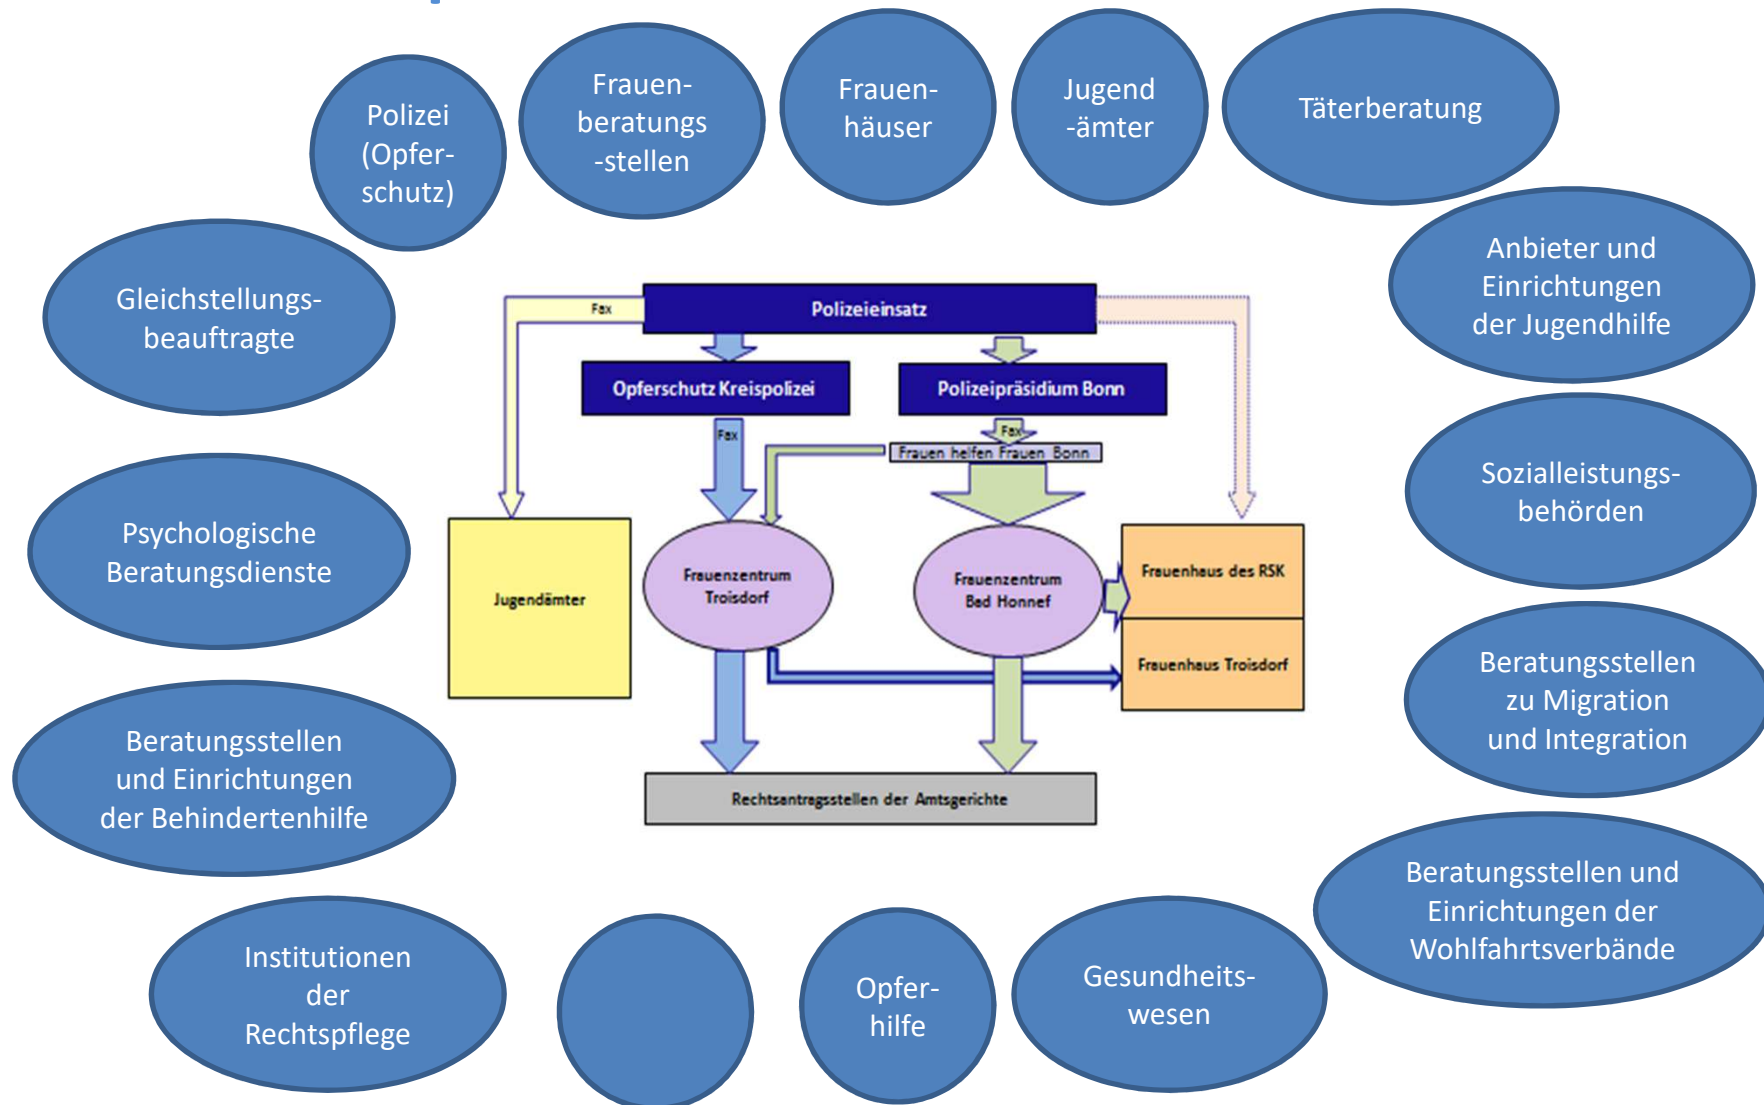 Polizei
(Opfer-
schutz)
Frauen-
beratungs
-stellen
Frauen-
häuser
Jugend
-ämter
Täterberatung
Gleichstellungs-
beauftragte
Anbieter und
Einrichtungen
der Jugendhilfe
Fax
Polizeieinsatz
Opferschutz Kreispolizei
Polizeipräsidium Bonn
Fax
Fax
Frauen helfen Frauen Bonn
Sozialleistungs-
behörden
Psychologische
Beratungsdienste
Jugendämter
Frauenzentrum
Troisdorf
Frauenzentrum
Bad Honnef
Frauenhaus des RSK
Frauenhaus Troisdorf
Beratungsstellen
zu Migration
und Integration
Beratungsstellen
und Einrichtungen
der Behindertenhilfe
Rechtsantragsstellen der Amtsgerichte
Beratungsstellen und
Einrichtungen der
Wohlfahrtsverbände
Institutionen
der
Rechtspflege
Opfer-
hilfe
Gesundheits-
wesen